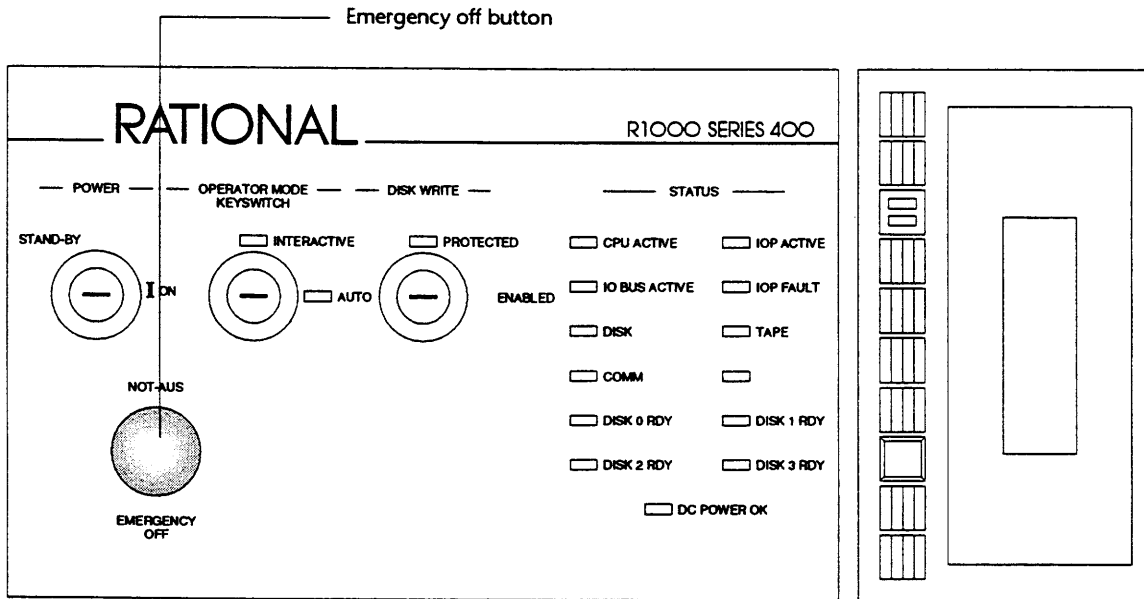 Emergency off button
RATIONAL
R1000 SERIES 400
POWER
OPERATOR MODE
KEYSWITCH
DISK WRITE
STATUS
STAND-BY
I ON
INTERACTIVE
AUTO
PROTECTED
ENABLED
CPU ACTIVE
IOP ACTIVE
IO BUS ACTIVE
IOP FAULT
DISK
TAPE
COMM
DISK 0 RDY
DISK 1 RDY
DISK 2 RDY
DISK 3 RDY
DC POWER OK
NOT-AUS
EMERGENCY
OFF